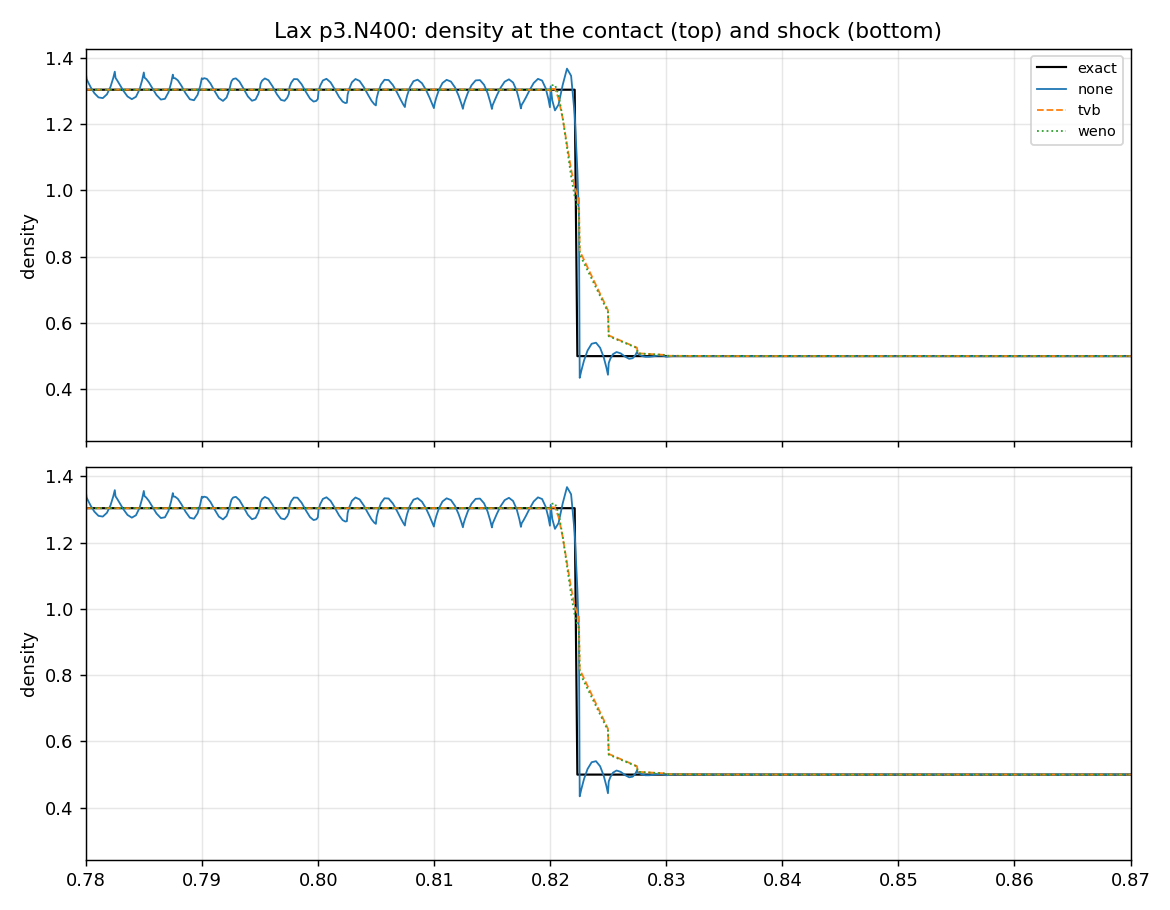 Lax p3.N400: density at the contact (top) and shock (bottom)
1.4
1.2
1.0
0.8
0.6
0.4
density
exact
none
tvb
weno
1.4
1.2
1.0
0.8
0.6
0.4
density
0.78 0.79 0.80 0.81 0.82 0.83 0.84 0.85 0.86 0.87